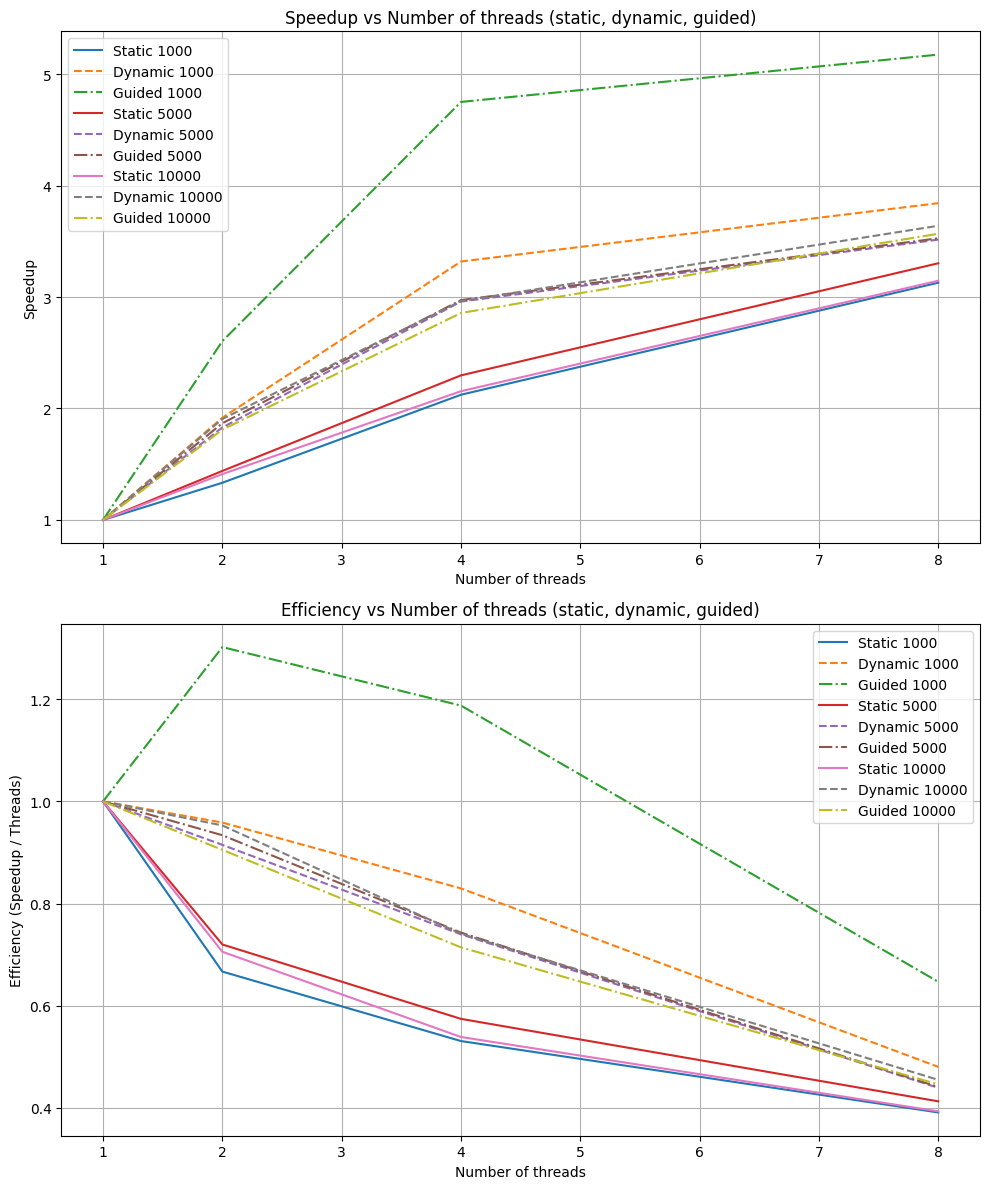 Speedup vs Number of threads (static, dynamic, guided)
Static 1000
Dynamic 1000
Guided 1000
Static 5000
Dynamic 5000
Guided 5000
Static 10000
Dynamic 10000
Guided 10000
Speedup
5
4
3
2
1
1 2 3 4 5 6 7 8
Number of threads
Efficiency vs Number of threads (static, dynamic, guided)
Static 1000
Dynamic 1000
Guided 1000
Static 5000
Dynamic 5000
Guided 5000
Static 10000
Dynamic 10000
Guided 10000
Efficiency (Speedup / Threads)
1.2
1.0
0.8
0.6
0.4
1 2 3 4 5 6 7 8
Number of threads